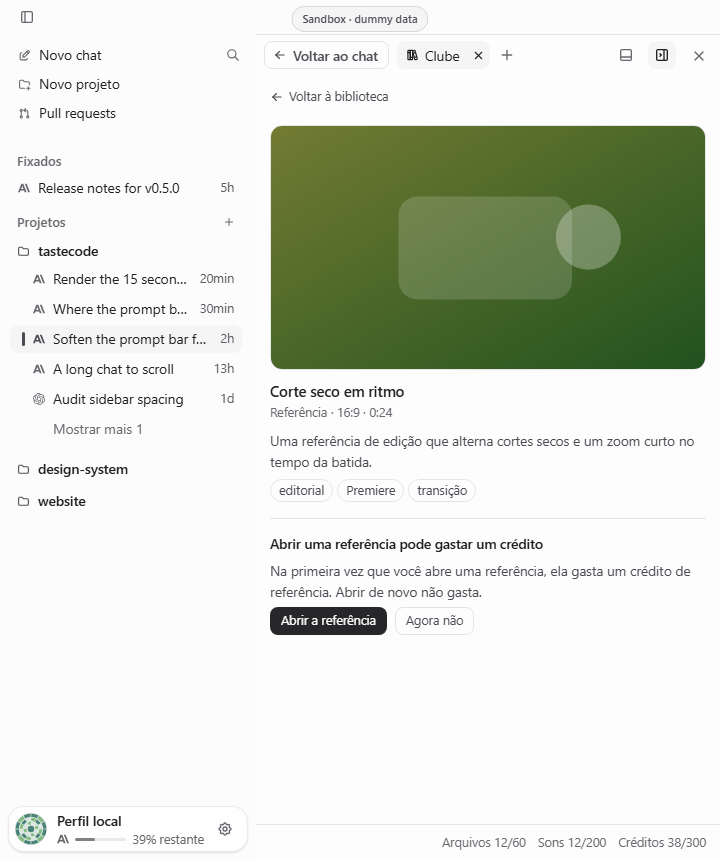 Sandbox · dummy data
Novo chat
Novo projeto
Pull requests
Fixados
Release notes for v0.5.0 5h
Projetos
tastecode
Render the 15 secon... 20min
Where the prompt b... 30min
Soften the prompt bar f... 2h
A long chat to scroll 13h
Audit sidebar spacing 1d
Mostrar mais 1
design-system
website
Perfil local
39% restante
Voltar ao chat
Clube
Voltar à biblioteca
Corte seco em ritmo
Referência · 16:9 · 0:24
Uma referência de edição que alterna cortes secos e um zoom curto no
tempo da batida.
editorial Premiere transição
Abrir uma referência pode gastar um crédito
Na primeira vez que você abre uma referência, ela gasta um crédito de
referência. Abrir de novo não gasta.
Abrir a referência Agora não
Arquivos 12/60 Sons 12/200 Créditos 38/300